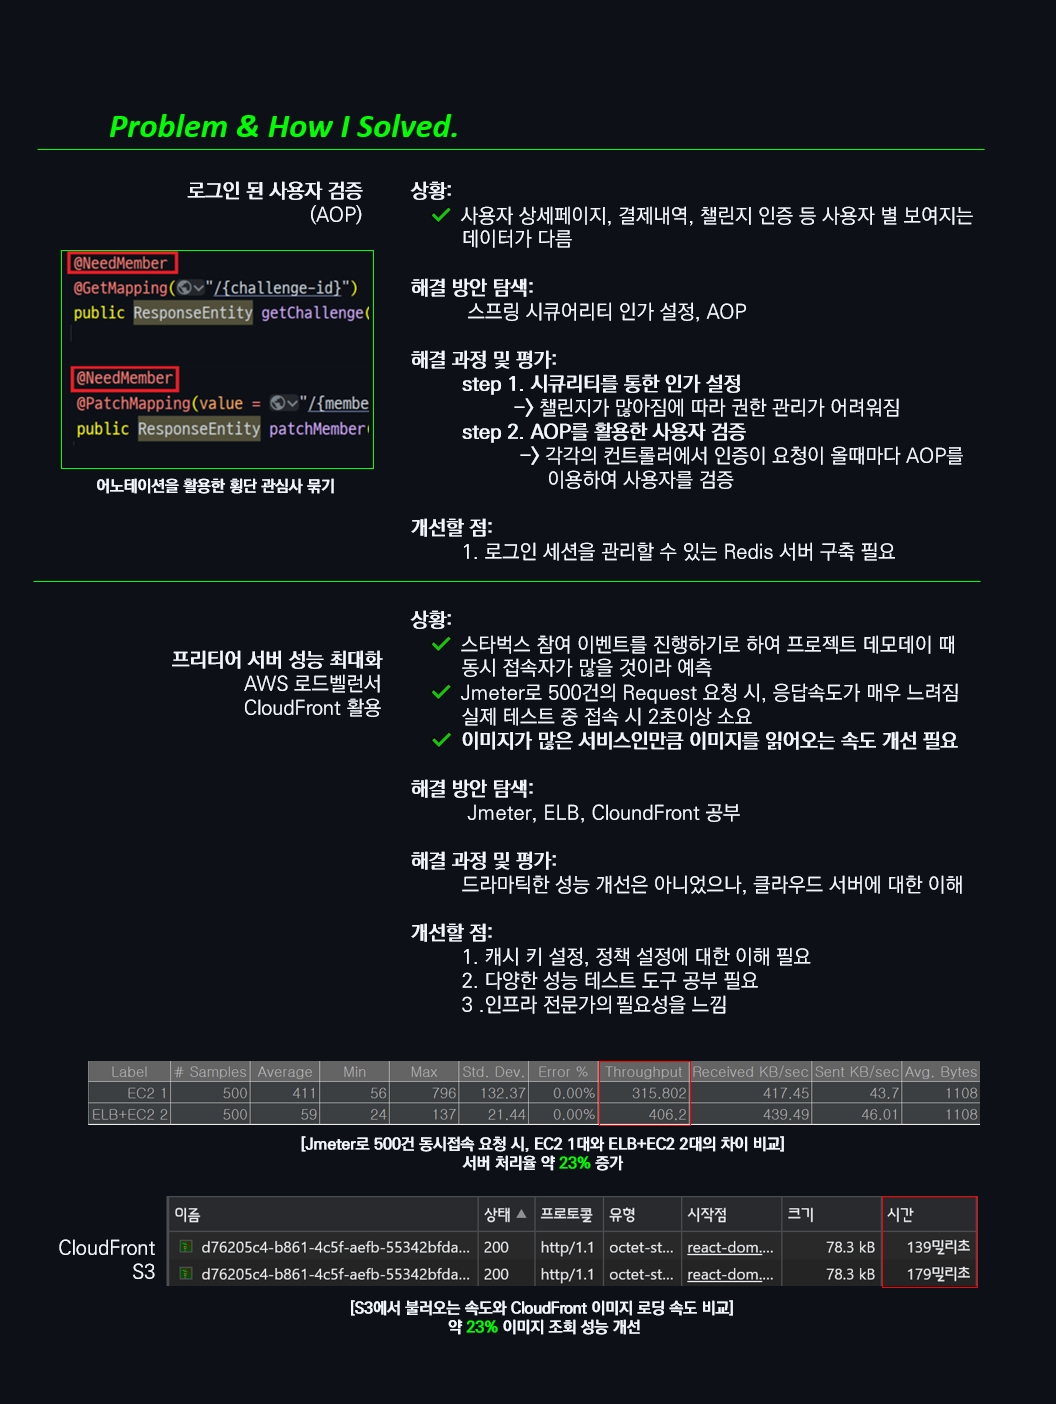 Problem & How I Solved.
로그인 된 사용자 검증
(AOP)
@NeedMember
@GetMapping("/{challenge-id}")
public ResponseEntity getChallenge(
@NeedMember
@PatchMapping(value = "/{membe
public ResponseEntity patchMember(
어노테이션을 활용한 횡단 관심사 묶기
상황:
사용자 상세페이지, 결제내역, 챌린지 인증 등 사용자 별 보여지는
데이터가 다름
해결 방안 탐색:
스프링 시큐어리티 인가 설정, AOP
해결 과정 및 평가:
step 1. 시큐리티를 통한 인가 설정
-> 챌린지가 많아짐에 따라 권한 관리가 어려워짐
step 2. AOP를 활용한 사용자 검증
-> 각각의 컨트롤러에서 인증이 요청이 올때마다 AOP를
이용하여 사용자를 검증
개선할 점:
1. 로그인 세션을 관리할 수 있는 Redis 서버 구축 필요
프리티어 서버 성능 최대화
AWS 로드벨런서
CloudFront 활용
상황:
스타벅스 참여 이벤트를 진행하기로 하여 프로젝트 데모데이 때
동시 접속자가 많을 것이라 예측
Jmeter로 500건의 Request 요청 시, 응답속도가 매우 느려짐
실제 테스트 중 접속 시 2초이상 소요
이미지가 많은 서비스인만큼 이미지를 읽어오는 속도 개선 필요
해결 방안 탐색:
Jmeter, ELB, CloundFront 공부
해결 과정 및 평가:
드라마틱한 성능 개선은 아니었으나, 클라우드 서버에 대한 이해
개선할 점:
1. 캐시 키 설정, 정책 설정에 대한 이해 필요
2. 다양한 성능 테스트 도구 공부 필요
3 .인프라 전문가의 필요성을 느낌
Label # Samples Average Min Max Std. Dev. Error % Throughput Received KB/sec Sent KB/sec Avg. Bytes
EC2 1 500 411 56 796 132.37 0.00% 315.802 417.45 43.7 1108
ELB+EC2 2 500 59 24 137 21.44 0.00% 406.2 439.49 46.01 1108
[Jmeter로 500건 동시접속 요청 시, EC2 1대와 ELB+EC2 2대의 차이 비교]
서버 처리율 약 23% 증가
이름 상태 프로토콜 유형 시작점 크기 시간
CloudFront d76205c4-b861-4c5f-aefb-55342bfda... 200 http/1.1 octet-st... react-dom.... 78.3 kB 139밀리초
S3 d76205c4-b861-4c5f-aefb-55342bfda... 200 http/1.1 octet-st... react-dom.... 78.3 kB 179밀리초
[S3에서 불러오는 속도와 CloudFront 이미지 로딩 속도 비교]
약 23% 이미지 조회 성능 개선